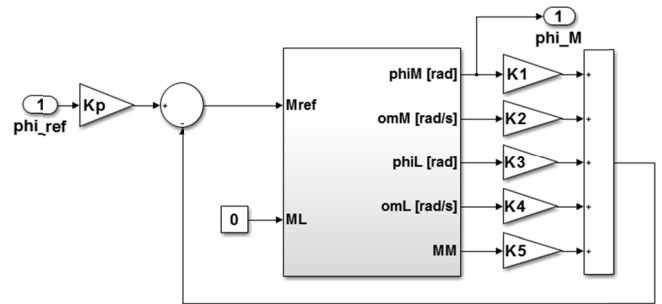 1
phi_M
phiM [rad]
K1
+
1
phi_ref
Kp
+
-
Mref
omM [rad/s]
K2
+
phiL [rad]
K3
+
0
ML
omL [rad/s]
K4
+
MM
K5
+